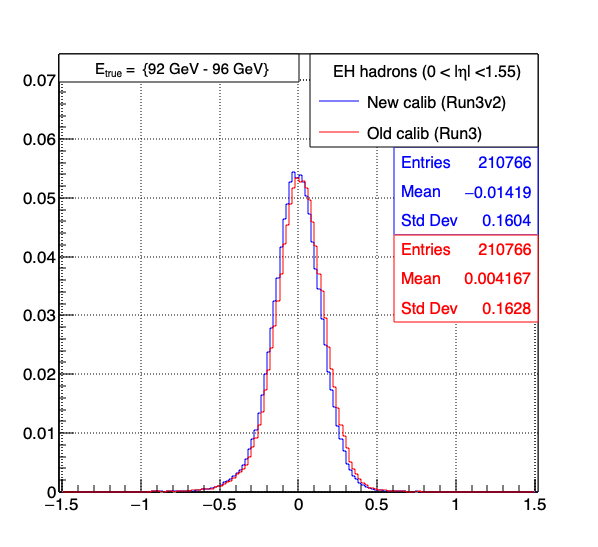 E_true = {92 GeV - 96 GeV}
EH hadrons (0 < |η| <1.55)
New calib (Run3v2)
Old calib (Run3)
Entries 210766
Mean −0.01419
Std Dev 0.1604
Entries 210766
Mean 0.004167
Std Dev 0.1628
0.07
0.06
0.05
0.04
0.03
0.02
0.01
0
−1.5 −1 −0.5 0 0.5 1 1.5